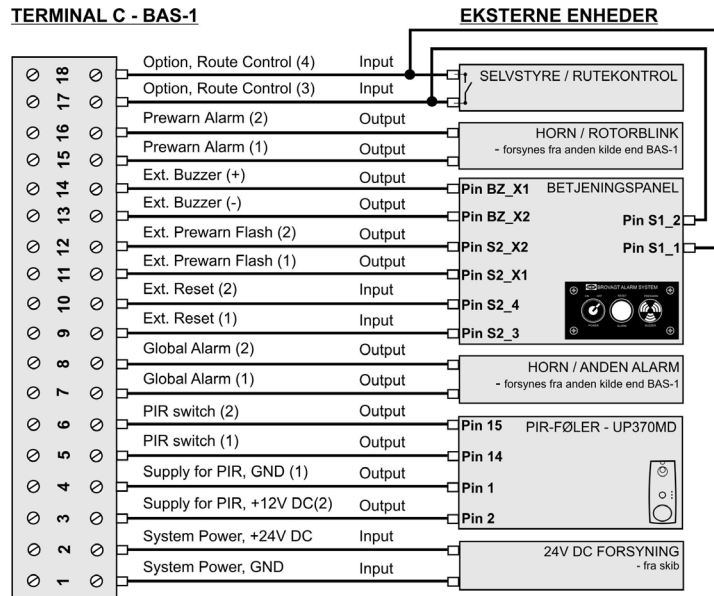 TERMINAL C - BAS-1
EKSTERNE ENHEDER
18 Option, Route Control (4) Input
17 Option, Route Control (3) Input
SELVSTYRE / RUTEKONTROL
16 Prewarn Alarm (2) Output
15 Prewarn Alarm (1) Output
HORN / ROTORBLINK
- forsynes fra anden kilde end BAS-1
14 Ext. Buzzer (+) Output Pin BZ_X1
BETJENINGSPANEL
13 Ext. Buzzer (-) Output Pin BZ_X2
Pin S1_2
12 Ext. Prewarn Flash (2) Output Pin S2_X2
Pin S1_1
11 Ext. Prewarn Flash (1) Output Pin S2_X1
10 Ext. Reset (2) Input Pin S2_4
9 Ext. Reset (1) Input Pin S2_3
BROVAGT ALARM SYSTEM
8 Global Alarm (2) Output
7 Global Alarm (1) Output
HORN / ANDEN ALARM
- forsynes fra anden kilde end BAS-1
6 PIR switch (2) Output Pin 15
PIR-FØLER - UP370MD
5 PIR switch (1) Output Pin 14
4 Supply for PIR, GND (1) Output Pin 1
3 Supply for PIR, +12V DC(2) Output Pin 2
2 System Power, +24V DC Input
1 System Power, GND Input
24V DC FORSYNING
- fra skib